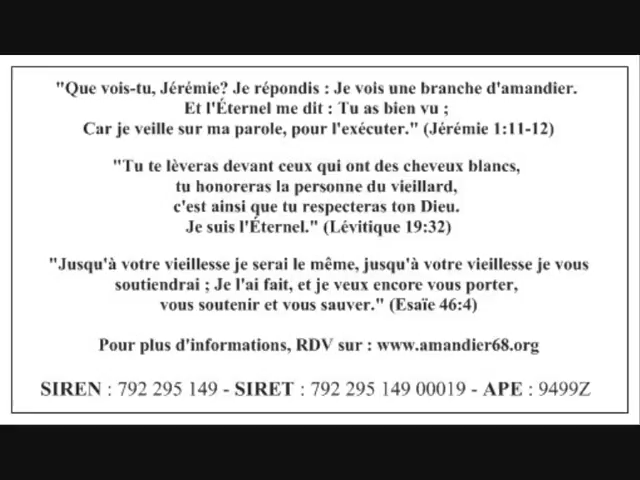 "Que vois-tu, Jérémie? Je répondis : Je vois une branche d'amandier.
Et l'Éternel me dit : Tu as bien vu ;
Car je veille sur ma parole, pour l'exécuter." (Jérémie 1:11-12)
"Tu te lèveras devant ceux qui ont des cheveux blancs,
tu honoreras la personne du vieillard,
c'est ainsi que tu respecteras ton Dieu.
Je suis l'Éternel." (Lévitique 19:32)
"Jusqu'à votre vieillesse je serai le même, jusqu'à votre vieillesse je vous
soutiendrai ; Je l'ai fait, et je veux encore vous porter,
vous soutenir et vous sauver." (Esaïe 46:4)
Pour plus d'informations, RDV sur : www.amandier68.org
SIREN : 792 295 149 - SIRET : 792 295 149 00019 - APE : 9499Z